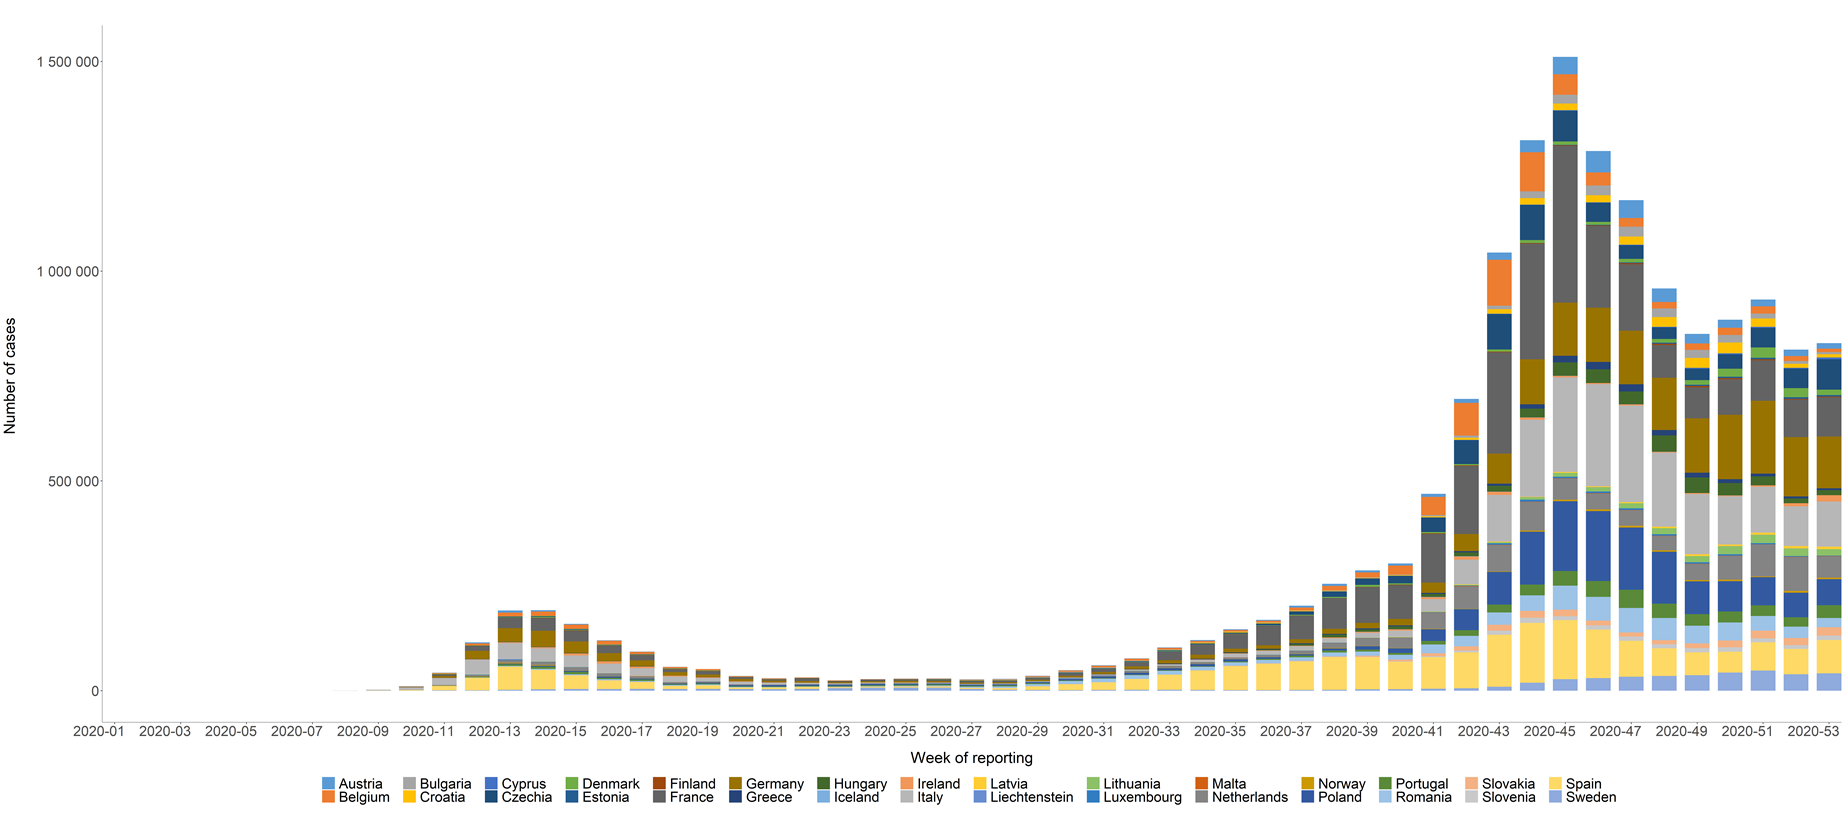 1 500 000
1 000 000
500 000
0
Number of cases
2020-01 2020-03 2020-05 2020-07 2020-09 2020-11 2020-13 2020-15 2020-17 2020-19 2020-21 2020-23 2020-25 2020-27 2020-29 2020-31 2020-33 2020-35 2020-37 2020-39 2020-41 2020-43 2020-45 2020-47 2020-49 2020-51 2020-53
Week of reporting
Austria Bulgaria Cyprus Denmark Finland Germany Hungary Ireland Latvia Lithuania Malta Norway Portugal Slovakia Spain
Belgium Croatia Czechia Estonia France Greece Iceland Italy Liechtenstein Luxembourg Netherlands Poland Romania Slovenia Sweden